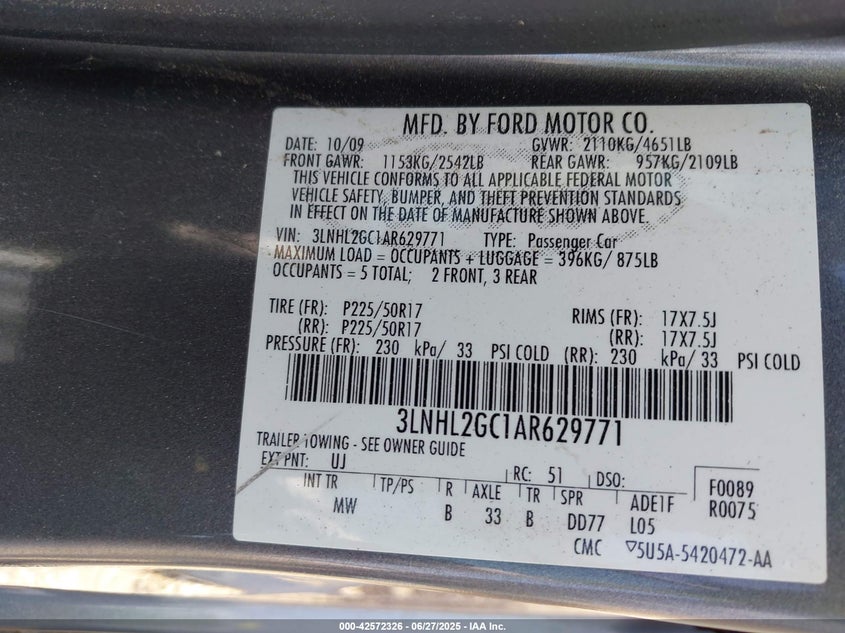 MFD. BY FORD MOTOR CO.
DATE: 10/09 GVWR: 2110KG/4651LB
FRONT GAWR: 1153KG/2542LB REAR GAWR: 957KG/2109LB
THIS VEHICLE CONFORMS TO ALL APPLICABLE FEDERAL MOTOR
VEHICLE SAFETY, BUMPER, AND THEFT PREVENTION STANDARDS
IN EFFECT ON THE DATE OF MANUFACTURE SHOWN ABOVE.
VIN: 3LNHL2GC1AR629771 TYPE: Passenger Car
MAXIMUM LOAD = OCCUPANTS + LUGGAGE = 396KG/ 875LB
OCCUPANTS = 5 TOTAL; 2 FRONT, 3 REAR
TIRE (FR): P225/50R17 RIMS (FR): 17X7.5J
(RR): P225/50R17 (RR): 17X7.5J
PRESSURE (FR): 230 kPa/ 33 PSI COLD (RR): 230 kPa/ 33 PSI COLD
3LNHL2GC1AR629771
TRAILER TOWING - SEE OWNER GUIDE
EXT PNT: UJ RC: 51 DSO: F0089
INT TR TP/PS R AXLE TR SPR ADE1F R0075
MW B 33 B DD77 L05
CMC ▽5U5A-5420472-AA
000-42572326 | 06/27/2025 - IAA Inc.